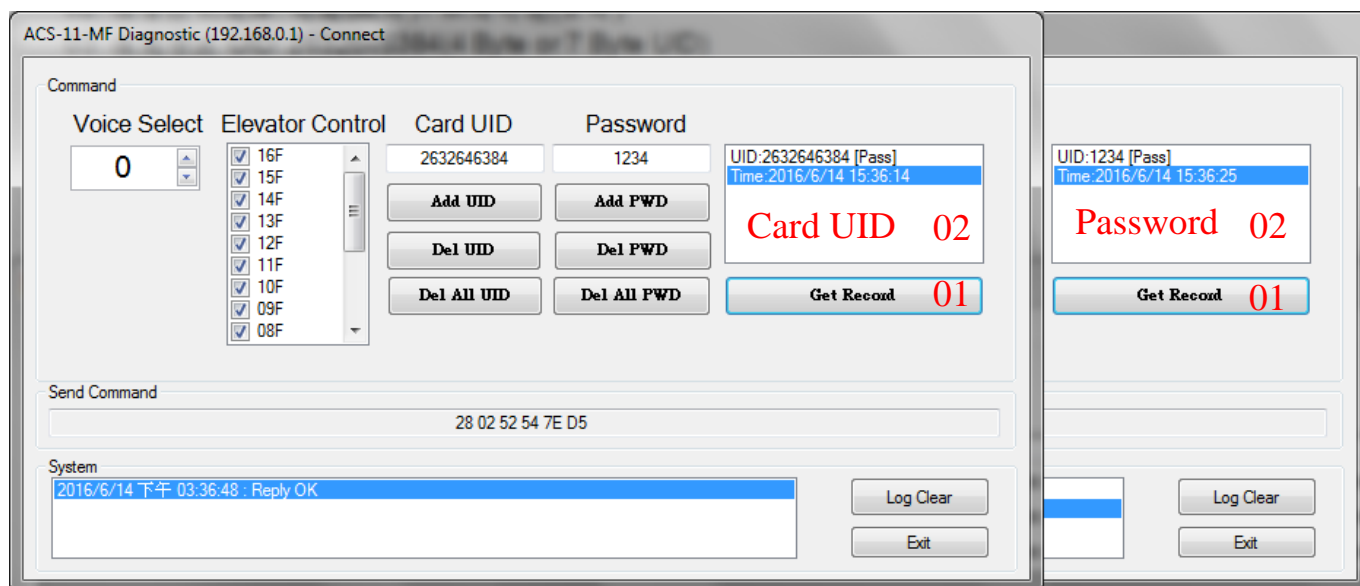 ACS-11-MF Diagnostic (192.168.0.1) - Connect
Command
Voice Select Elevator Control Card UID Password
0
16F
15F
14F
13F
12F
11F
10F
09F
08F
2632646384
1234
Add UID
Add PWD
Del UID
Del PWD
Del All UID
Del All PWD
UID:2632646384 [Pass]
Time:2016/6/14 15:36:14
Card UID 02
Get Record 01
UID:1234 [Pass]
Time:2016/6/14 15:36:25
Password 02
Get Record 01
Send Command
28 02 52 54 7E D5
System
2016/6/14 下午 03:36:48 : Reply OK
Log Clear
Exit
Log Clear
Exit